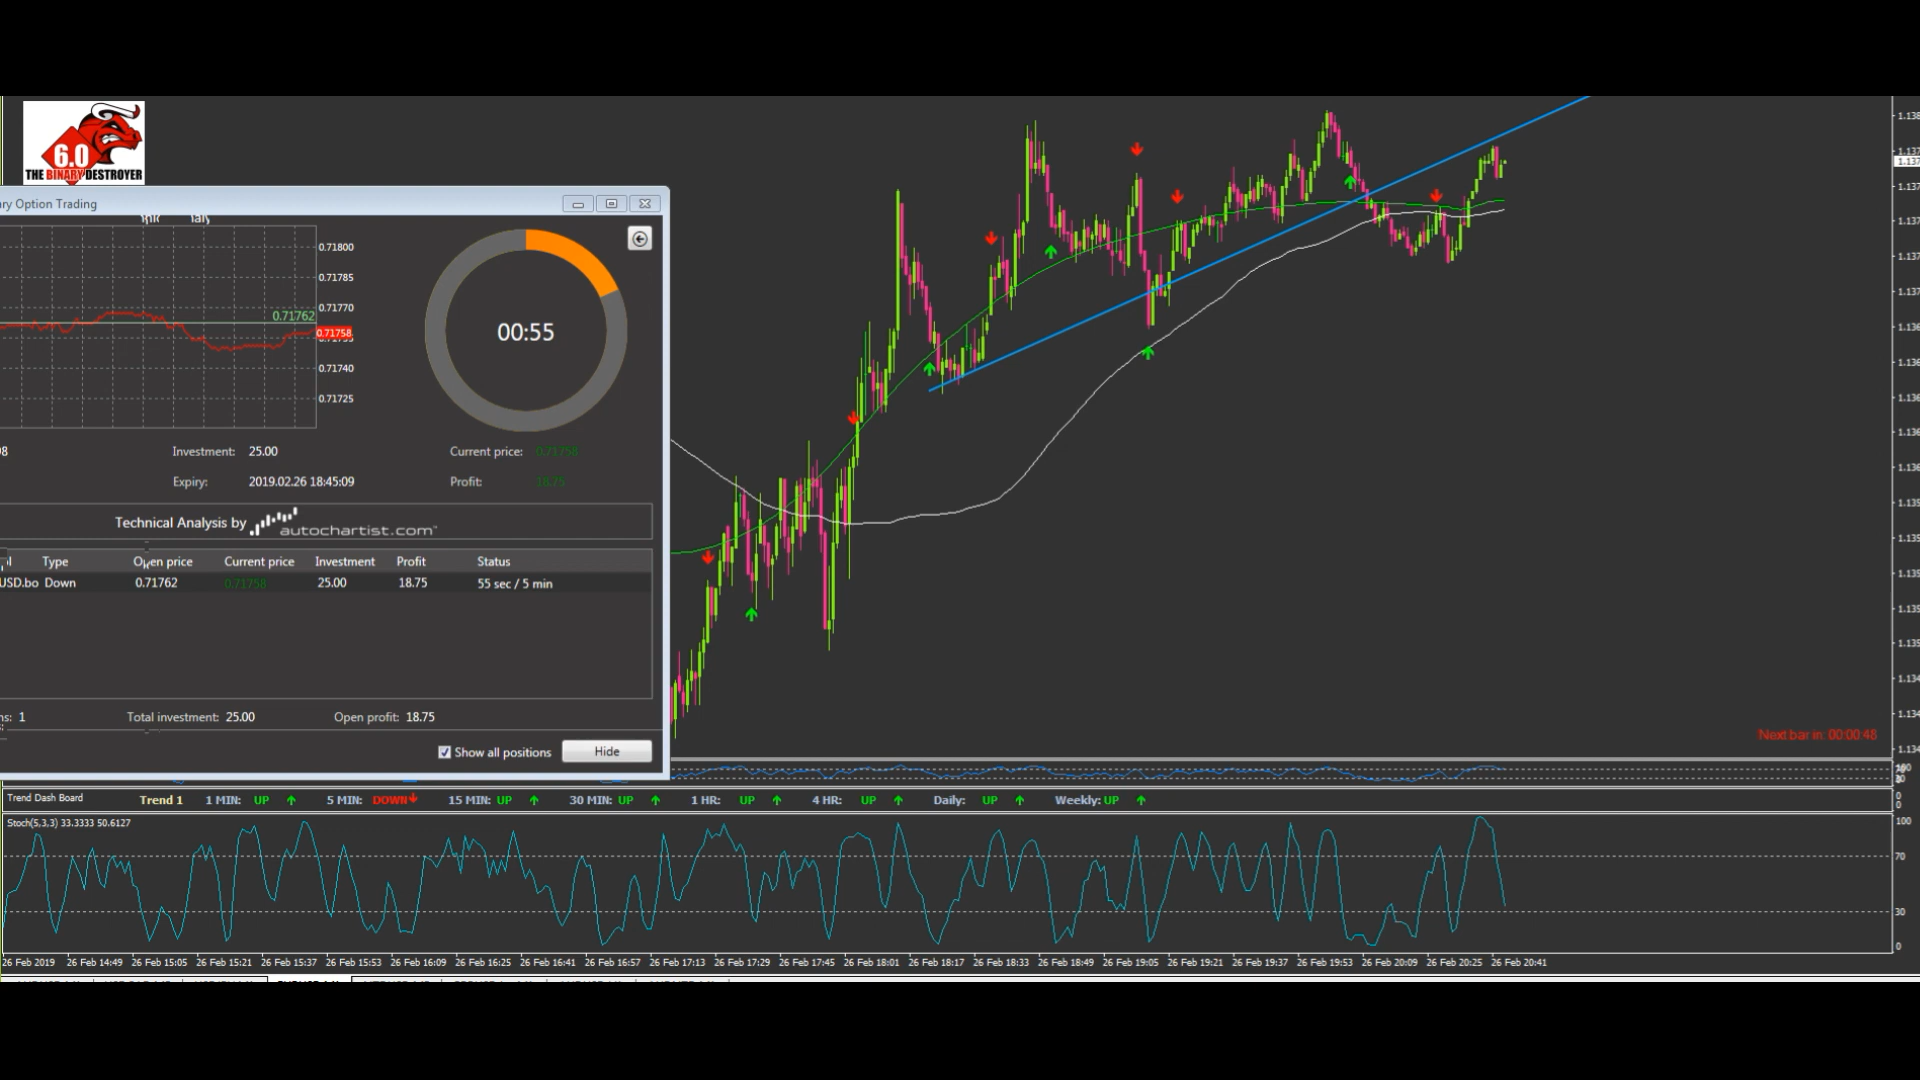 6.0
THE BINARY DESTROYER
ry Option Trading
0.71800
0.71785
0.71770
0.71762
0.71758
0.71740
0.71725
00:55
Investment: 25.00
Current price: 0.71758
Expiry: 2019.02.26 18:45:09
Profit: 18.75
Technical Analysis by autochartist.com
Type Open price Current price Investment Profit Status
USD.bo Down 0.71762 0.71758 25.00 18.75 55 sec / 5 min
ns: 1 Total investment: 25.00 Open profit: 18.75
Show all positions Hide
Next bar in: 00:00:48
Trend Dash Board Trend 1 1 MIN: UP 5 MIN: DOWN 15 MIN: UP 30 MIN: UP 1 HR: UP 4 HR: UP Daily: UP Weekly: UP
Stoch(5,3,3) 33.3333 50.6127
100
70
30
0
26 Feb 2019 26 Feb 14:49 26 Feb 15:05 26 Feb 15:21 26 Feb 15:37 26 Feb 15:53 26 Feb 16:09 26 Feb 16:25 26 Feb 16:41 26 Feb 16:57 26 Feb 17:13 26 Feb 17:29 26 Feb 17:45 26 Feb 18:01 26 Feb 18:17 26 Feb 18:33 26 Feb 18:49 26 Feb 19:05 26 Feb 19:21 26 Feb 19:37 26 Feb 19:53 26 Feb 20:09 26 Feb 20:25 26 Feb 20:41